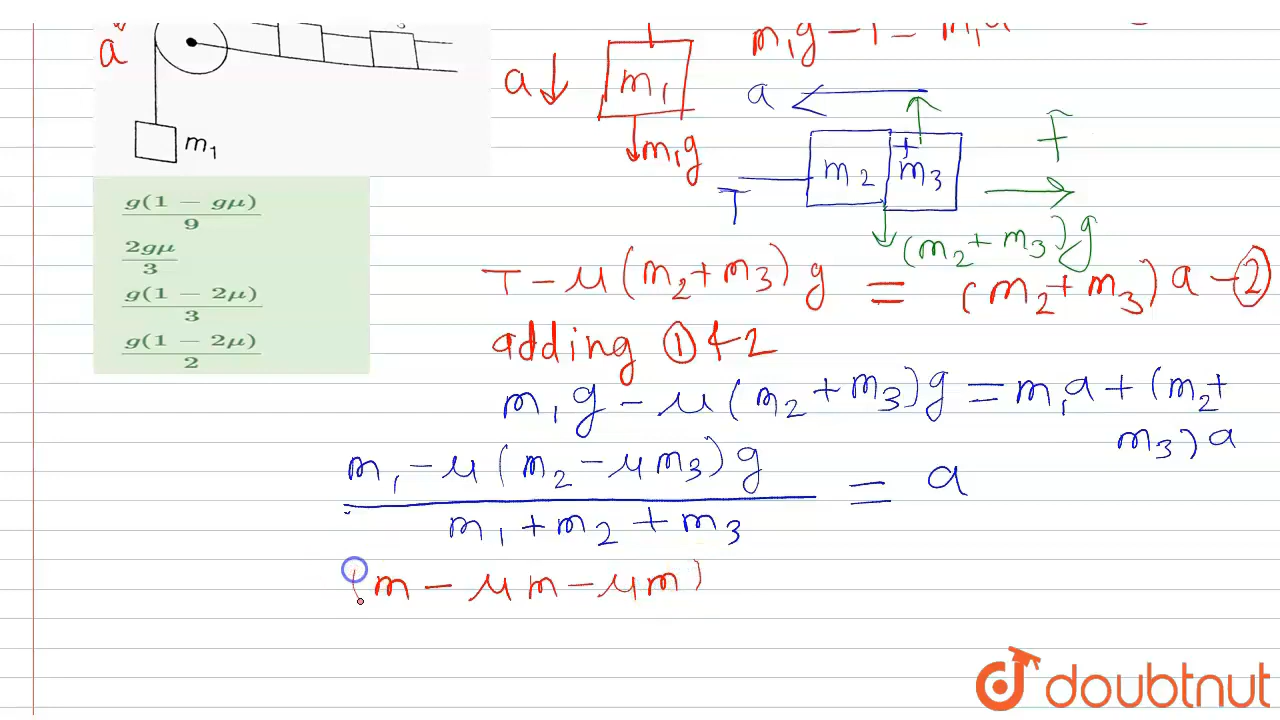 a
m₁
3
g(1 − gμ)
9
2gμ
3
g(1 − 2μ)
3
g(1 − 2μ)
2
a ↓ m₁
m₁g
m₁g − T = m₁a
a
T m₂ m₃ F
(m₂ + m₃)g
T − μ(m₂ + m₃)g = (m₂ + m₃)a − ②
adding ① & 2
m₁g − μ(m₂ + m₃)g = m₁a + (m₂ +
m₃)a
m₁ − μ(m₂ − μm₃)g = a
m₁ + m₂ + m₃
(m − μm − μm)
doubtnut